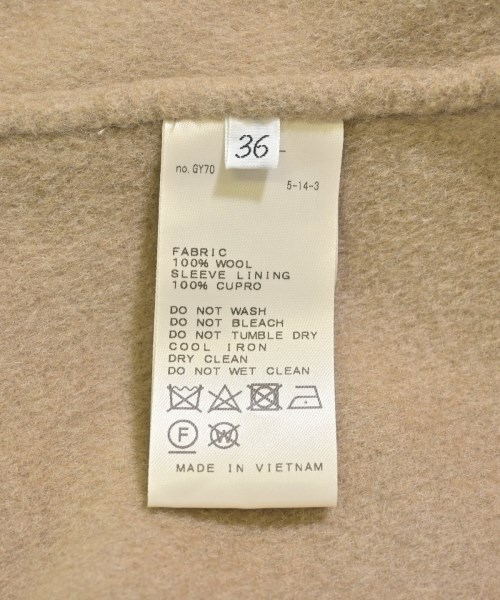 36
no. GY70
5-14-3
FABRIC
100% WOOL
SLEEVE LINING
100% CUPRO
DO NOT WASH
DO NOT BLEACH
DO NOT TUMBLE DRY
COOL IRON
DRY CLEAN
DO NOT WET CLEAN
F W
MADE IN VIETNAM